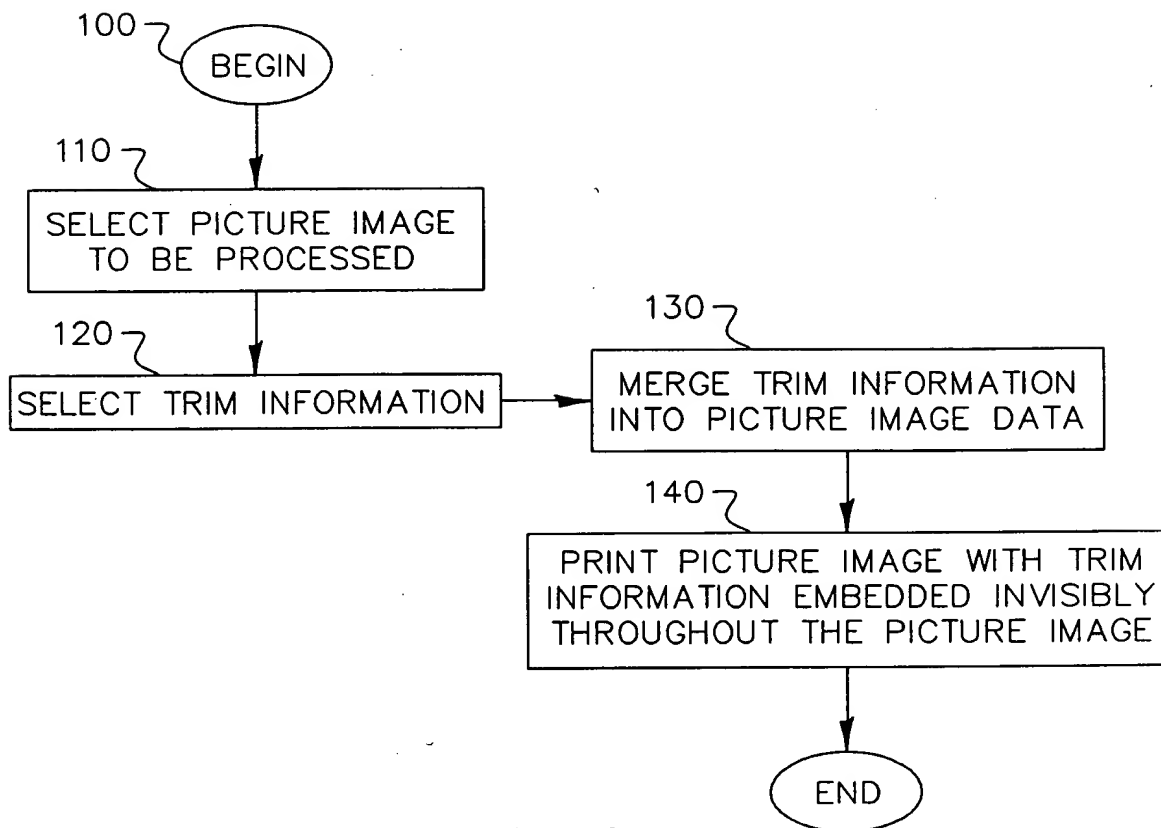 100
BEGIN
110
SELECT PICTURE IMAGE
TO BE PROCESSED
120
SELECT TRIM INFORMATION
130
MERGE TRIM INFORMATION
INTO PICTURE IMAGE DATA
140
PRINT PICTURE IMAGE WITH TRIM
INFORMATION EMBEDDED INVISIBLY
THROUGHOUT THE PICTURE IMAGE
END